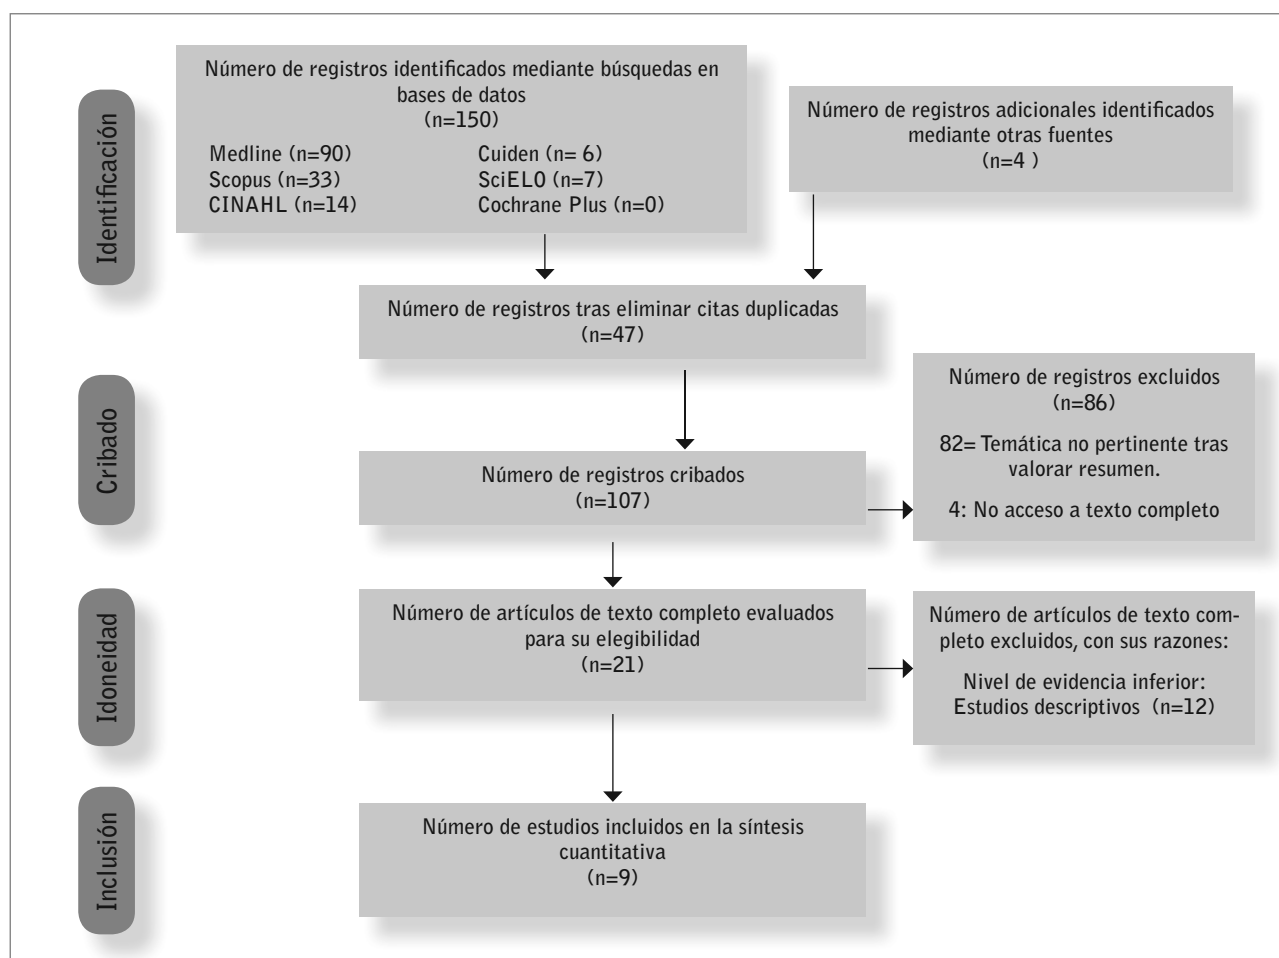 Identificación
Número de registros identificados mediante búsquedas en
bases de datos
(n=150)
Medline (n=90)
Scopus (n=33)
CINAHL (n=14)
Cuiden (n= 6)
SciELO (n=7)
Cochrane Plus (n=0)
Número de registros adicionales identificados
mediante otras fuentes
(n=4 )
Número de registros tras eliminar citas duplicadas
(n=47)
Cribado
Número de registros cribados
(n=107)
Número de registros excluidos
(n=86)
82= Temática no pertinente tras
valorar resumen.
4: No acceso a texto completo
Idoneidad
Número de artículos de texto completo evaluados
para su elegibilidad
(n=21)
Número de artículos de texto com-
pleto excluidos, con sus razones:
Nivel de evidencia inferior:
Estudios descriptivos (n=12)
Inclusión
Número de estudios incluidos en la síntesis
cuantitativa
(n=9)